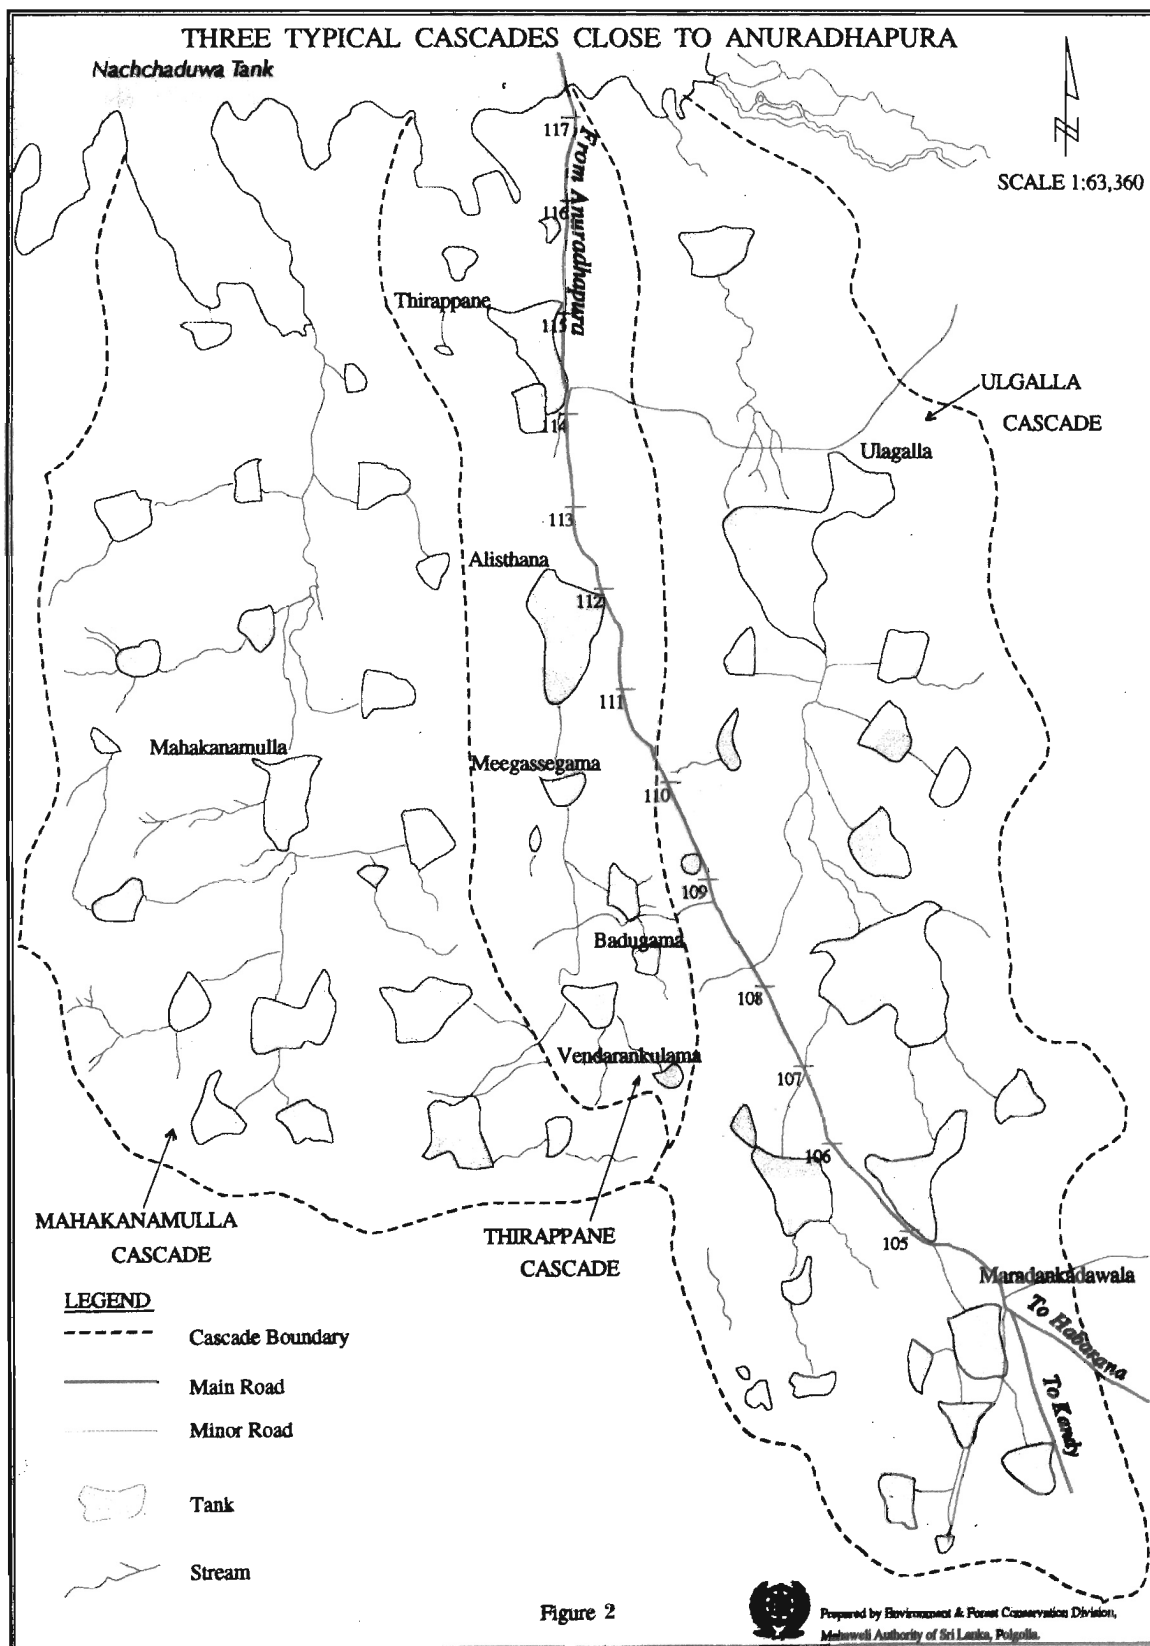 THREE TYPICAL CASCADES CLOSE TO ANURADHAPURA
Nachchaduwa Tank
SCALE 1:63,360
117
From Anuradhapura
116
Thirappane
115
114
ULGALLA
CASCADE
Ulagalla
113
Alisthana
112
111
Mahakanamulla
Meegassegama
110
109
Badugama
108
Vendarankulama
107
106
105
MAHAKANAMULLA
CASCADE
THIRAPPANE
CASCADE
Maradankadawala
To Habarana
To Kandy
LEGEND
Cascade Boundary
Main Road
Minor Road
Tank
Stream
Figure 2
Prepared by Environment & Forest Conservation Division,
Mahaweli Authority of Sri Lanka, Polgolla.